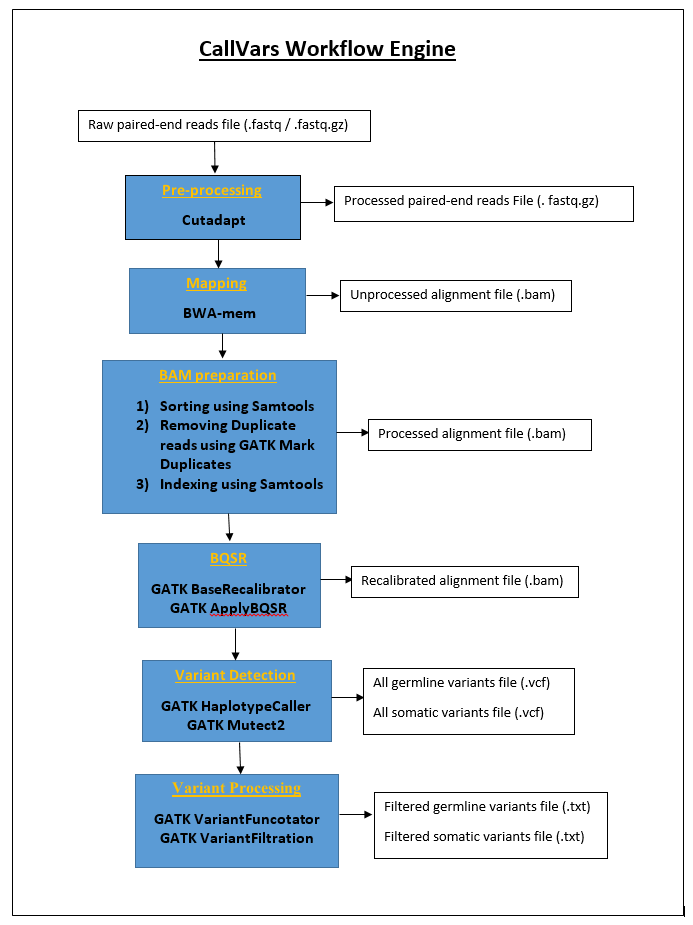 CallVars Workflow Engine
Raw paired-end reads file (.fastq / .fastq.gz)
Pre-processing
Cutadapt
Processed paired-end reads File (. fastq.gz)
Mapping
BWA-mem
Unprocessed alignment file (.bam)
BAM preparation
1) Sorting using Samtools
2) Removing Duplicate
reads using GATK Mark
Duplicates
3) Indexing using Samtools
Processed alignment file (.bam)
BQSR
GATK BaseRecalibrator
GATK ApplyBQSR
Recalibrated alignment file (.bam)
Variant Detection
GATK HaplotypeCaller
GATK Mutect2
All germline variants file (.vcf)
All somatic variants file (.vcf)
Variant Processing
GATK VariantFuncotator
GATK VariantFiltration
Filtered germline variants file (.txt)
Filtered somatic variants file (.txt)